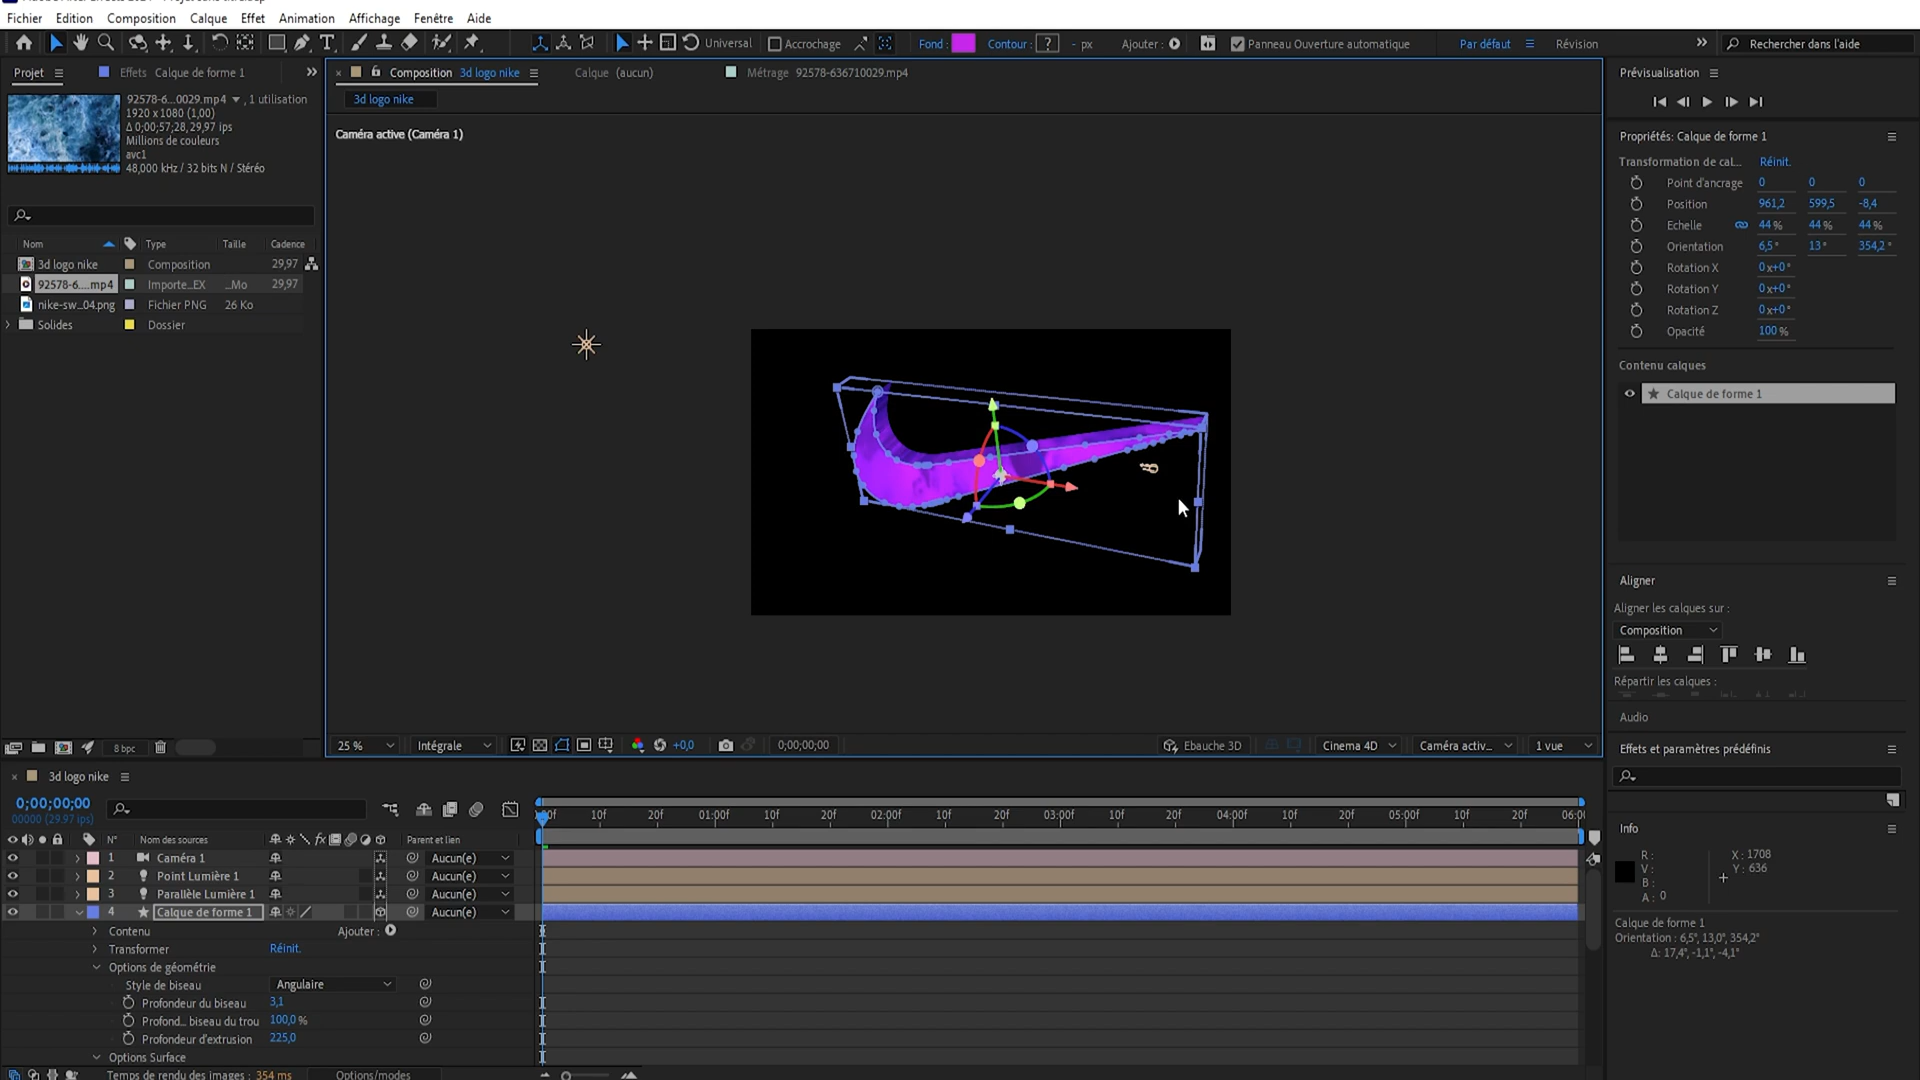 Fichier Edition Composition Calque Effet Animation Affichage Fenêtre Aide
Universal Accrochage Fond : Contour : ? - px Ajouter : Panneau Ouverture automatique Par défaut Révision Rechercher dans l'aide
Projet Effets Calque de forme 1
92578-6...0029.mp4 , 1 utilisation
1920 x 1080 (1,00)
Δ 0;00;57;28, 29,97 ips
Millions de couleurs
avc1
48,000 kHz / 32 bits N / Stéréo
Nom Type Taille Cadence
3d logo nike Composition 29,97
92578-6....mp4 Importe...EX ...Mo 29,97
nike-sw...04.png Fichier PNG 26 Ko
Solides Dossier
8 bpc
Composition 3d logo nike Calque (aucun) Métrage 92578-636710029.mp4
3d logo nike
Caméra active (Caméra 1)
25 % Intégrale +0,0 0;00;00;00 Ebauche 3D Cinema 4D Caméra activ... 1 vue
Prévisualisation
Propriétés: Calque de forme 1
Transformation de cal... Réinit.
Point d'ancrage 0 0 0
Position 961,2 599,5 -8,4
Echelle 44 % 44 % 44 %
Orientation 6,5 ° 13 ° 354,2 °
Rotation X 0 x+0 °
Rotation Y 0 x+0 °
Rotation Z 0 x+0 °
Opacité 100 %
Contenu calques
Calque de forme 1
Aligner
Aligner les calques sur :
Composition
Répartir les calques :
Audio
Effets et paramètres prédéfinis
Info
R : X : 1708
V : Y : 636
B :
A : 0
Calque de forme 1
Orientation : 6,5°, 13,0°, 354,2°
Δ: 17,4°, -1,1°, -4,1°
3d logo nike
0;00;00;00
00000 (29.97 ips)
:00f 10f 20f 01:00f 10f 20f 02:00f 10f 20f 03:00f 10f 20f 04:00f 10f 20f 05:00f 10f 20f 06:00
N° Nom des sources fx Parent et lien
1 Caméra 1 Aucun(e)
2 Point Lumière 1 Aucun(e)
3 Parallèle Lumière 1 Aucun(e)
4 Calque de forme 1 Aucun(e)
Contenu Ajouter :
Transformer Réinit.
Options de géométrie
Style de biseau Angulaire
Profondeur du biseau 3,1
Profond... biseau du trou 100,0 %
Profondeur d'extrusion 225,0
Options Surface
Temps de rendu des images : 354 ms Options/modes